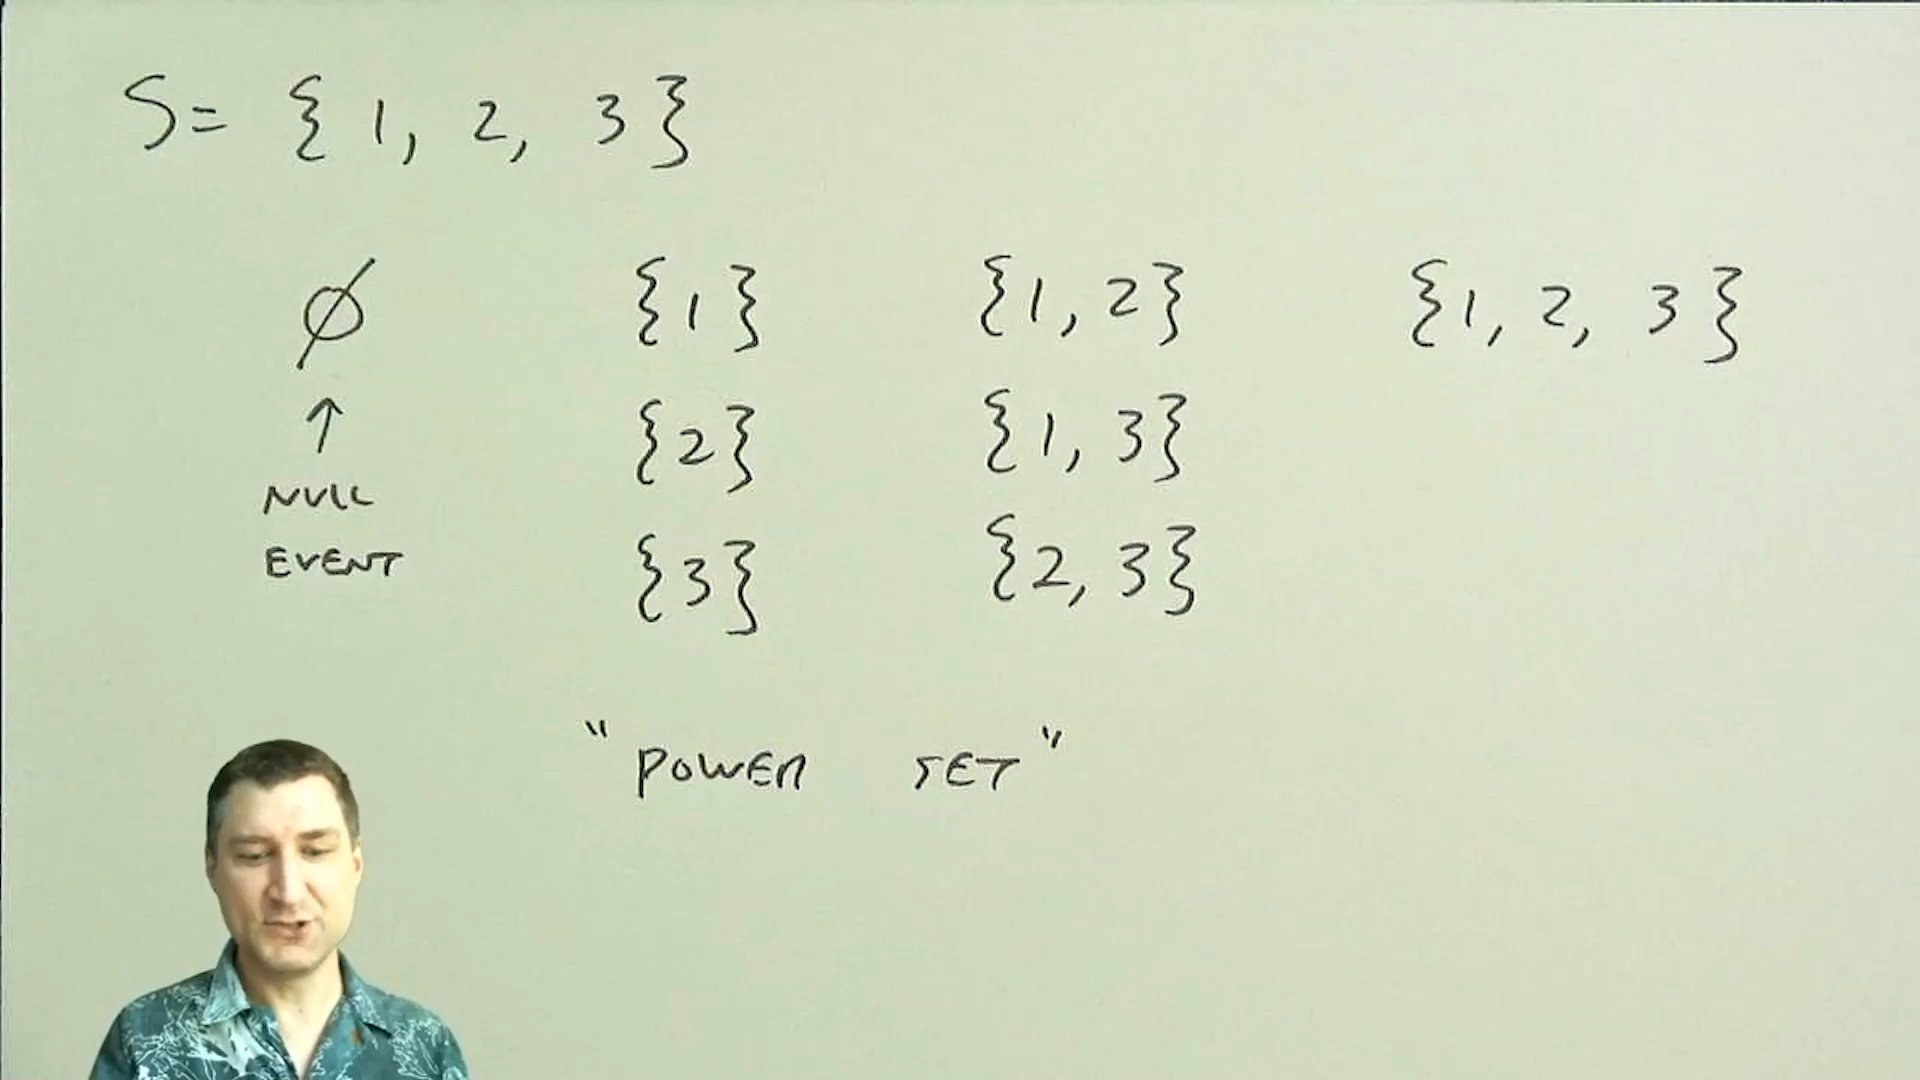 S = { 1, 2, 3 }
∅ {1} {1, 2} {1, 2, 3}
↑ {2} {1, 3}
NULL
EVENT {3} {2, 3}
"POWER SET"